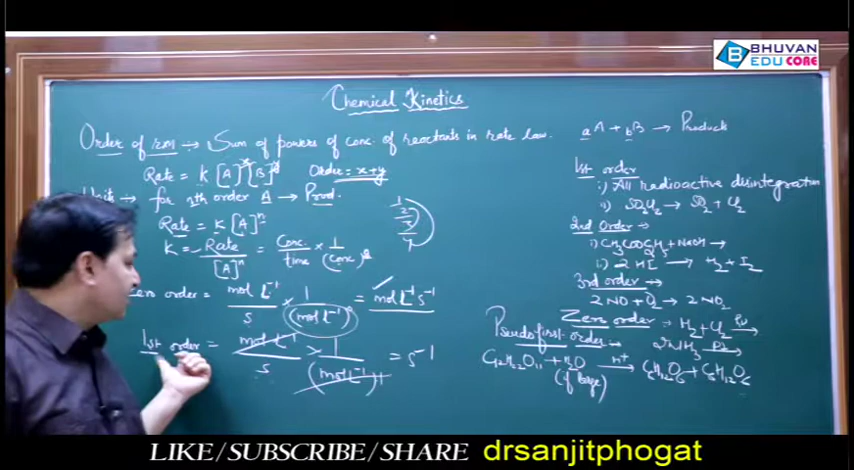 BHUVAN
EDU CORE
Chemical Kinetics
Order of rxn → Sum of powers of conc. of reactants in rate law.
Rate = K [A]^x [B]^y Order = x+y
Unit → for nth order A → Prod.
Rate = K [A]^n
K = Rate / [A]^n = Conc. / time × 1 / (conc)^n
Zero order = mol L⁻¹ / s × 1 / (mol L⁻¹)⁰ = mol L⁻¹ s⁻¹
1st order = mol L⁻¹ / s × 1 / (mol L⁻¹)¹ = s⁻¹
aA + bB → Product
1st order
i) All radioactive disintegration
ii) SO₂Cl₂ → SO₂ + Cl₂
2nd Order
i) CH₃COOC₂H₅ + NaOH →
ii) 2HI → H₂ + I₂
3rd order
2NO + O₂ → 2NO₂
Zero order : H₂ + Cl₂ hν→
2NH₃ Pt→
Pseudo first order :-
C₁₂H₂₂O₁₁ + H₂O H⁺→ C₆H₁₂O₆ + C₆H₁₂O₆
(if large)
LIKE/SUBSCRIBE/SHARE drsanjitphogat